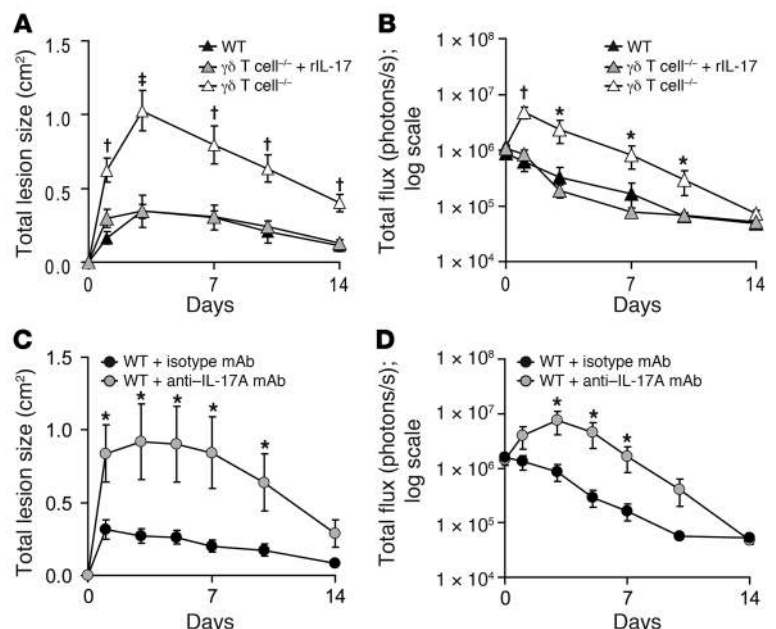 A
Total lesion size (cm²)
1.5
1.0
0.5
0.0
WT
γδ T cell⁻/⁻ + rIL-17
γδ T cell⁻/⁻
† ‡ † † †
0 7 14
Days
B
Total flux (photons/s);
log scale
1 × 10⁸
1 × 10⁷
1 × 10⁶
1 × 10⁵
1 × 10⁴
WT
γδ T cell⁻/⁻ + rIL-17
γδ T cell⁻/⁻
† * * *
0 7 14
Days
C
Total lesion size (cm²)
1.5
1.0
0.5
0.0
WT + isotype mAb
WT + anti–IL-17A mAb
* * * * *
0 7 14
Days
D
Total flux (photons/s);
log scale
1 × 10⁸
1 × 10⁷
1 × 10⁶
1 × 10⁵
1 × 10⁴
WT + isotype mAb
WT + anti–IL-17A mAb
* * *
0 7 14
Days